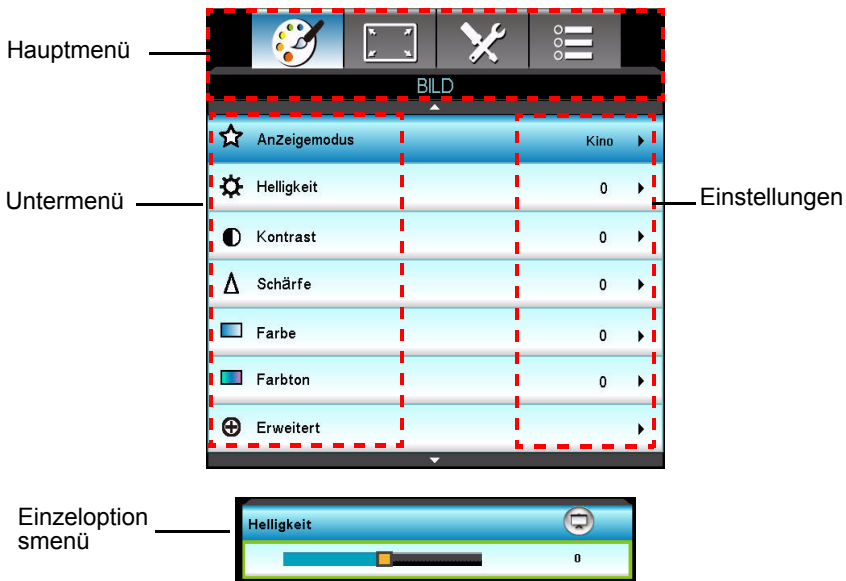 Hauptmenü
BILD
Untermenü
Einstellungen
AnZeigemodus Kino
Helligkeit 0
Kontrast 0
Schärfe 0
Farbe 0
Farbton 0
Erweitert
Einzeloption
smenü
Helligkeit
0